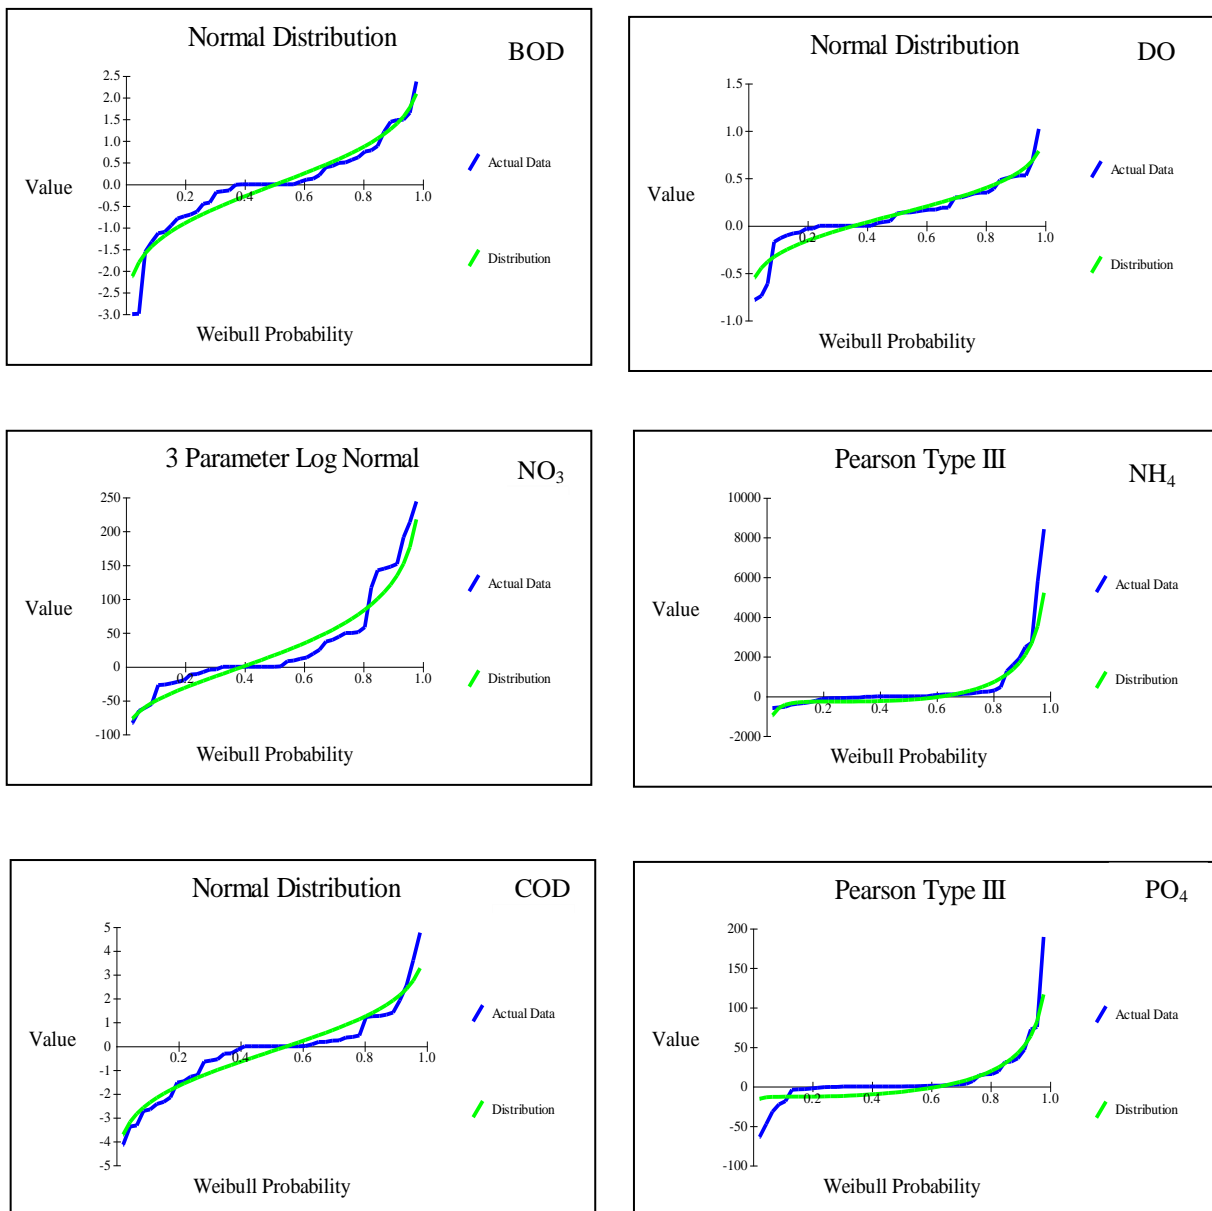 Normal Distribution
BOD
2.5
2.0
1.5
1.0
0.5
0.0
-0.5
-1.0
-1.5
-2.0
-2.5
-3.0
0.2
0.4
0.6
0.8
1.0
Value
Actual Data
Distribution
Weibull Probability
Normal Distribution
DO
1.5
1.0
0.5
0.0
-0.5
-1.0
0.2
0.4
0.6
0.8
1.0
Value
Actual Data
Distribution
Weibull Probability
3 Parameter Log Normal
NO₃
250
200
150
100
50
0
-50
-100
0.2
0.4
0.6
0.8
1.0
Value
Actual Data
Distribution
Weibull Probability
Pearson Type III
NH₄
10000
8000
6000
4000
2000
0
-2000
0.2
0.4
0.6
0.8
1.0
Value
Actual Data
Distribution
Weibull Probability
Normal Distribution
COD
5
4
3
2
1
0
-1
-2
-3
-4
-5
0.2
0.4
0.6
0.8
1.0
Value
Actual Data
Distribution
Weibull Probability
Pearson Type III
PO₄
200
150
100
50
0
-50
-100
0.2
0.4
0.6
0.8
1.0
Value
Actual Data
Distribution
Weibull Probability